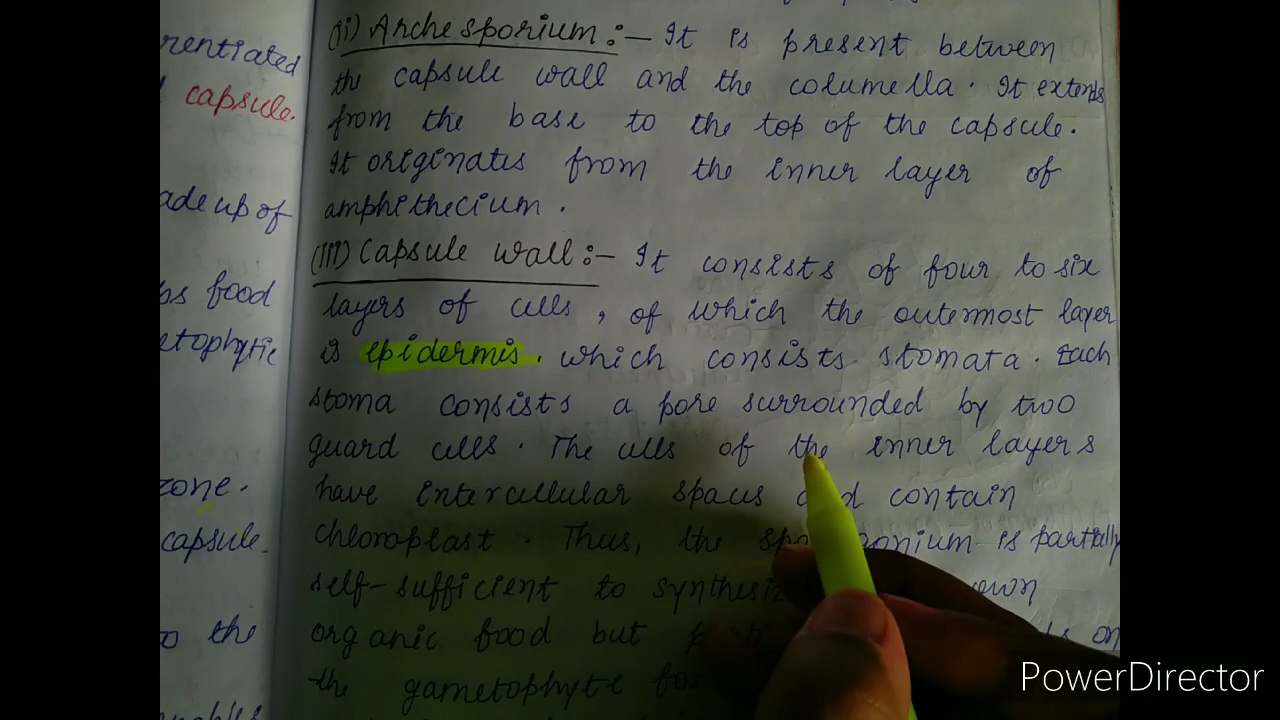 rentiated
capsule.
ade up of
food
etophytic
zone.
capsule.
to the
(ii) Archesporium :- It is present between
the capsule wall and the columella. It extends
from the base to the top of the capsule.
It originates from the inner layer of
amphithecium.
(III) Capsule wall :- It consists of four to six
layers of cells, of which the outermost layer
is epidermis. which consists stomata. Each
stoma consists a pore surrounded by two
guard cells. The cells of the inner layers
have intercellular spaces and contain
chloroplast. Thus, the is partially
self-sufficient to own
organic food but on
the gametophyte for
PowerDirector